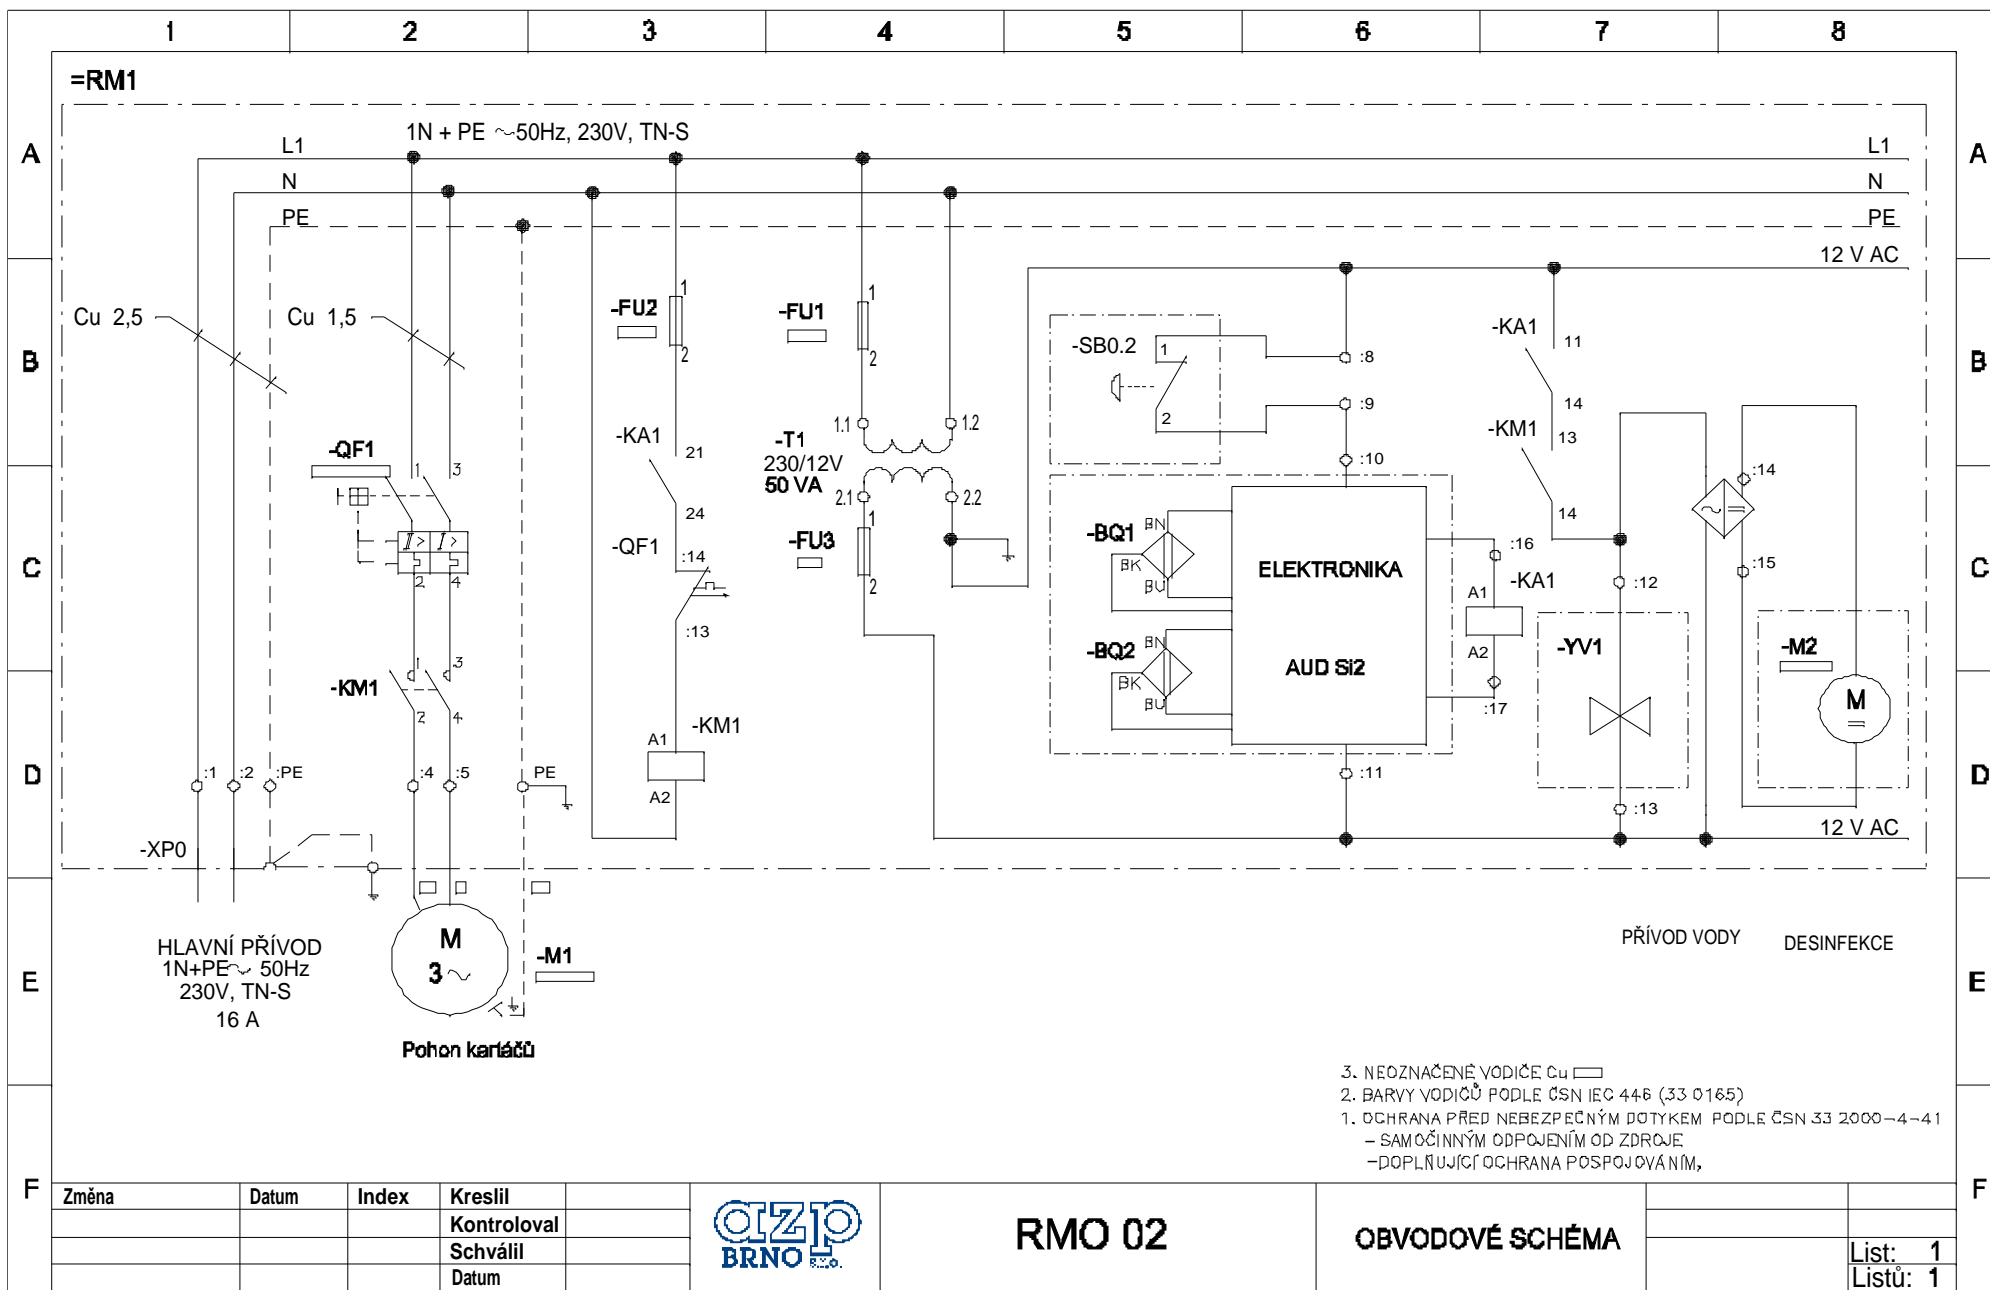 1 2 3 4 5 6 7 8
=RM1
1N + PE ~50Hz, 230V, TN-S
A L1 L1 A
N N
PE PE
12 V AC
Cu 2,5 Cu 1,5
-FU2 1 2
-FU1 1 2
-SB0.2 1 2
:8
:9
:10
-KA1 11 14
B B
-KM1 13 14
-QF1 1 3 2 4
I> I>
-KA1 21 24
-T1 1.1 1.2
230/12V
50 VA 2.1 2.2
-FU3 1 2
-QF1 :14 :13
-BQ1 BN BK BU
-BQ2 BN BK BU
ELEKTRONIKA
AUD Si2
:16
-KA1 A1 A2
:17
:12
:14
:15
C C
-YV1
-M2
M
-KM1 1 3 2 4
-KM1 A1 A2
D :1 :2 :PE :4 :5 PE :11 :13 D
12 V AC
-XP0
HLAVNÍ PŘÍVOD
1N+PE~ 50Hz
230V, TN-S
16 A
M
3~
-M1
Pohon kartáčů
PŘÍVOD VODY DESINFEKCE
E E
3. NEOZNAČENÉ VODIČE Cu
2. BARVY VODIČŮ PODLE ČSN IEC 446 (33 0165)
1. OCHRANA PŘED NEBEZPEČNÝM DOTYKEM PODLE ČSN 33 2000-4-41
- SAMOČINNÝM ODPOJENÍM OD ZDROJE
-DOPLŇUJÍCÍ OCHRANA POSPOJOVÁNÍM,
F F
Změna Datum Index Kreslil
Kontroloval
Schválil
Datum
azp
BRNO s.r.o.
RMO 02
OBVODOVÉ SCHÉMA
List: 1
Listů: 1